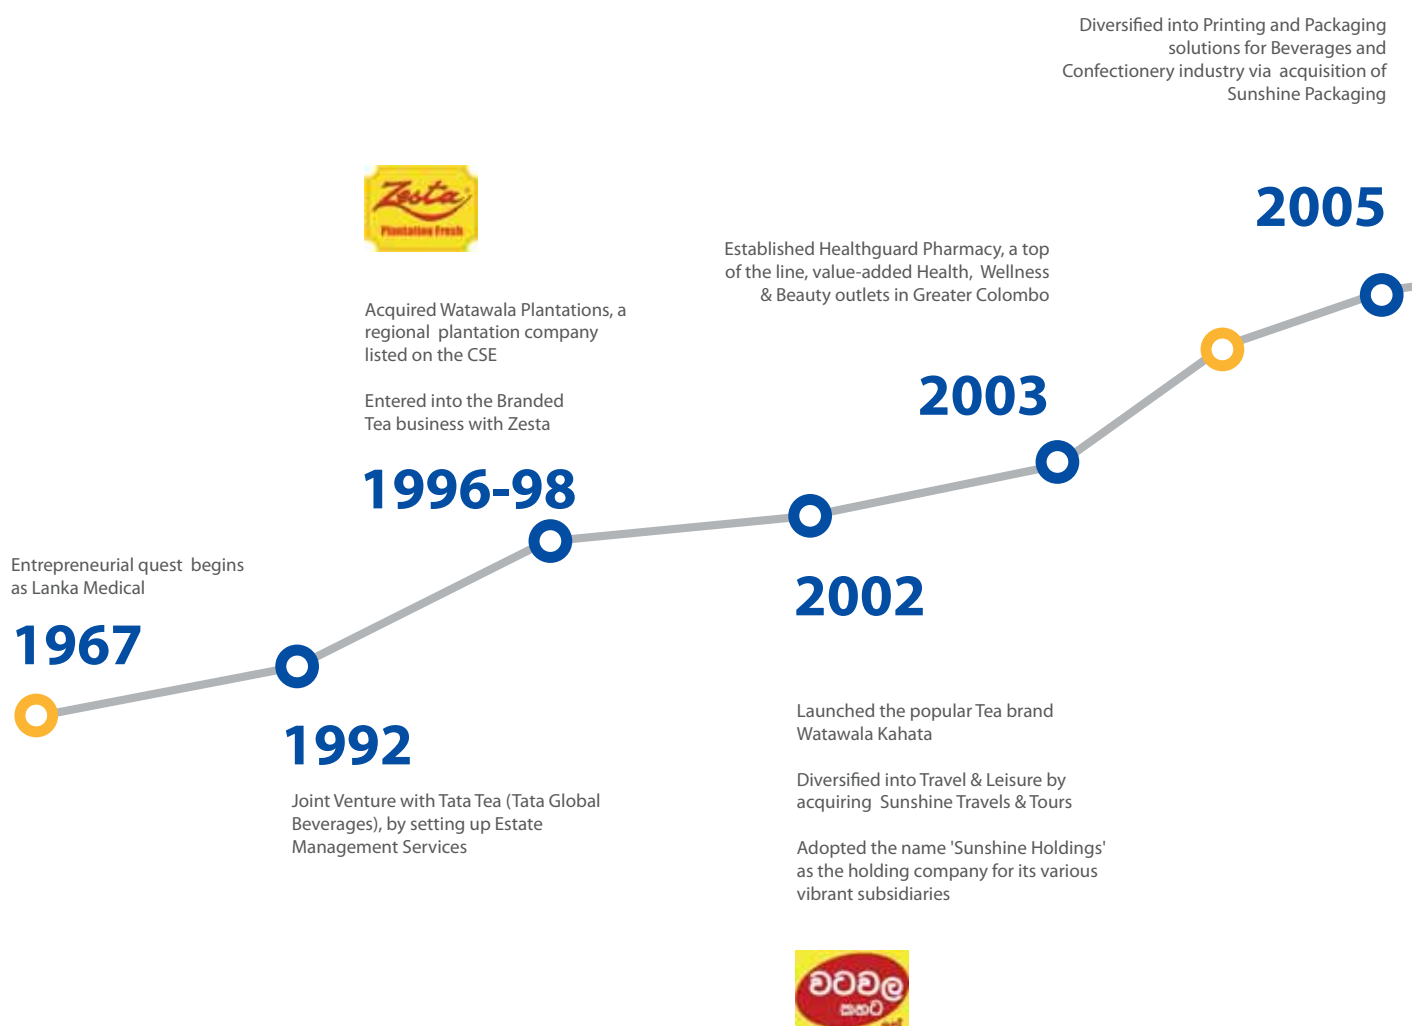 Diversified into Printing and Packaging
solutions for Beverages and
Confectionery industry via acquisition of
Sunshine Packaging
2005
Zesta
Plantation Fresh
Established Healthguard Pharmacy, a top
of the line, value-added Health, Wellness
& Beauty outlets in Greater Colombo
2003
Acquired Watawala Plantations, a
regional plantation company
listed on the CSE
Entered into the Branded
Tea business with Zesta
1996-98
Entrepreneurial quest begins
as Lanka Medical
1967
1992
Joint Venture with Tata Tea (Tata Global
Beverages), by setting up Estate
Management Services
2002
Launched the popular Tea brand
Watawala Kahata
Diversified into Travel & Leisure by
acquiring Sunshine Travels & Tours
Adopted the name 'Sunshine Holdings'
as the holding company for its various
vibrant subsidiaries
වටවල
කහට